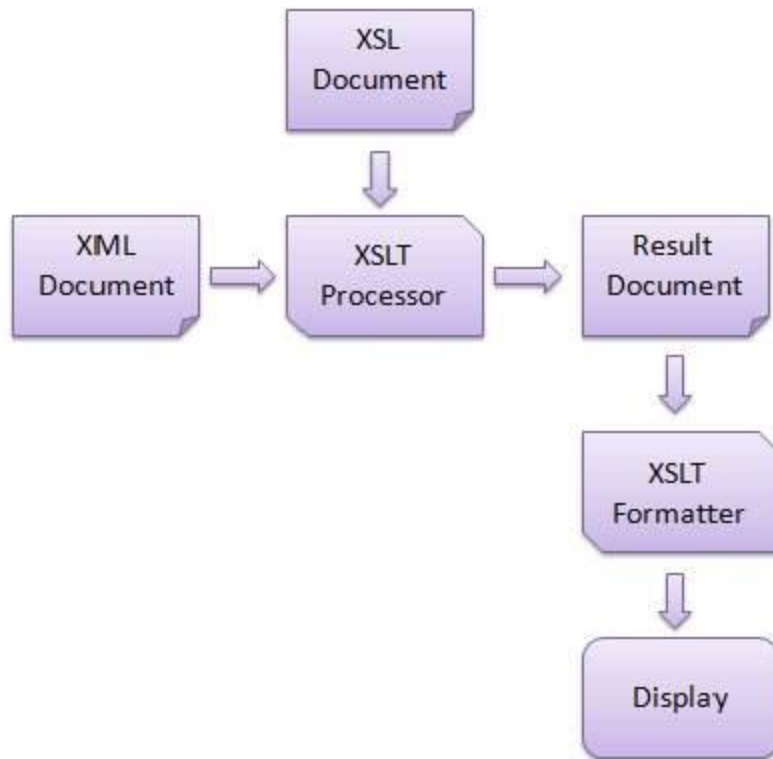 XSL
Document
XML
Document
XSLT
Processor
Result
Document
XSLT
Formatter
Display